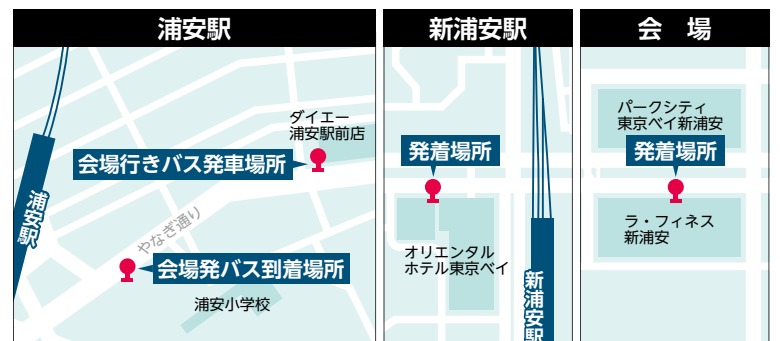 浦安駅
ダイエー
浦安駅前店
会場行きバス発車場所
浦安駅
やなぎ通り
会場発バス到着場所
浦安小学校
新浦安駅
発着場所
オリエンタル
ホテル東京ベイ
新浦安駅
会　場
パークシティ
東京ベイ新浦安
発着場所
ラ・フィネス
新浦安